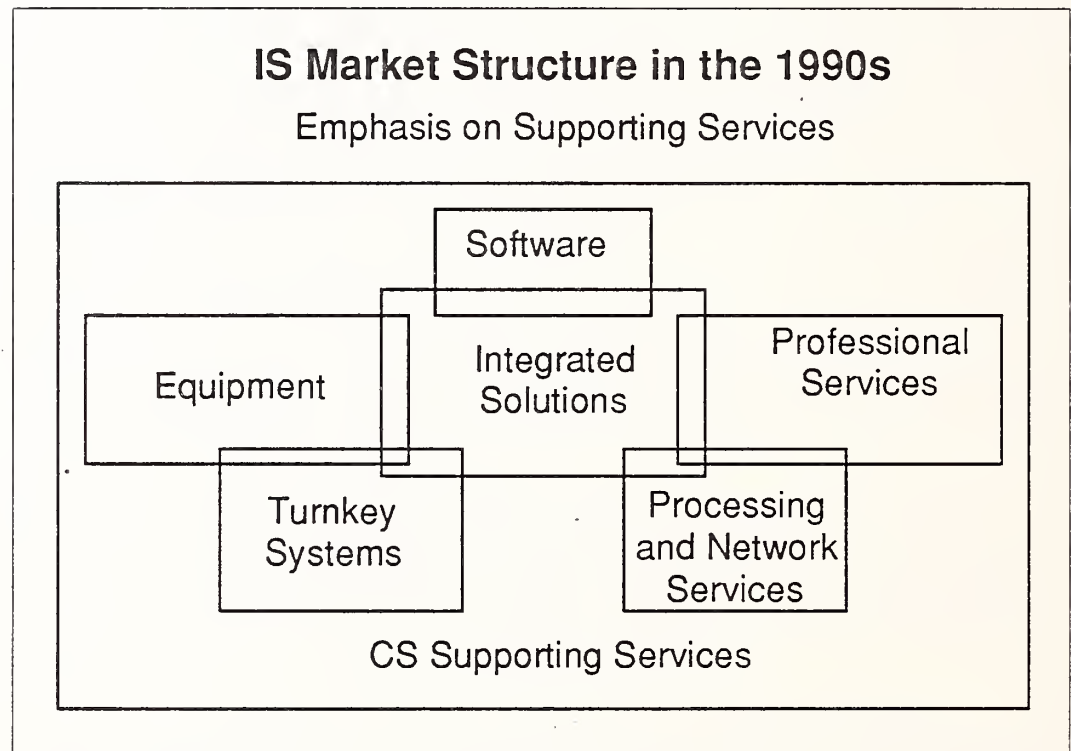 IS Market Structure in the 1990s
Emphasis on Supporting Services
Software
Equipment
Integrated
Solutions
Professional
Services
Turnkey
Systems
Processing
and Network
Services
CS Supporting Services